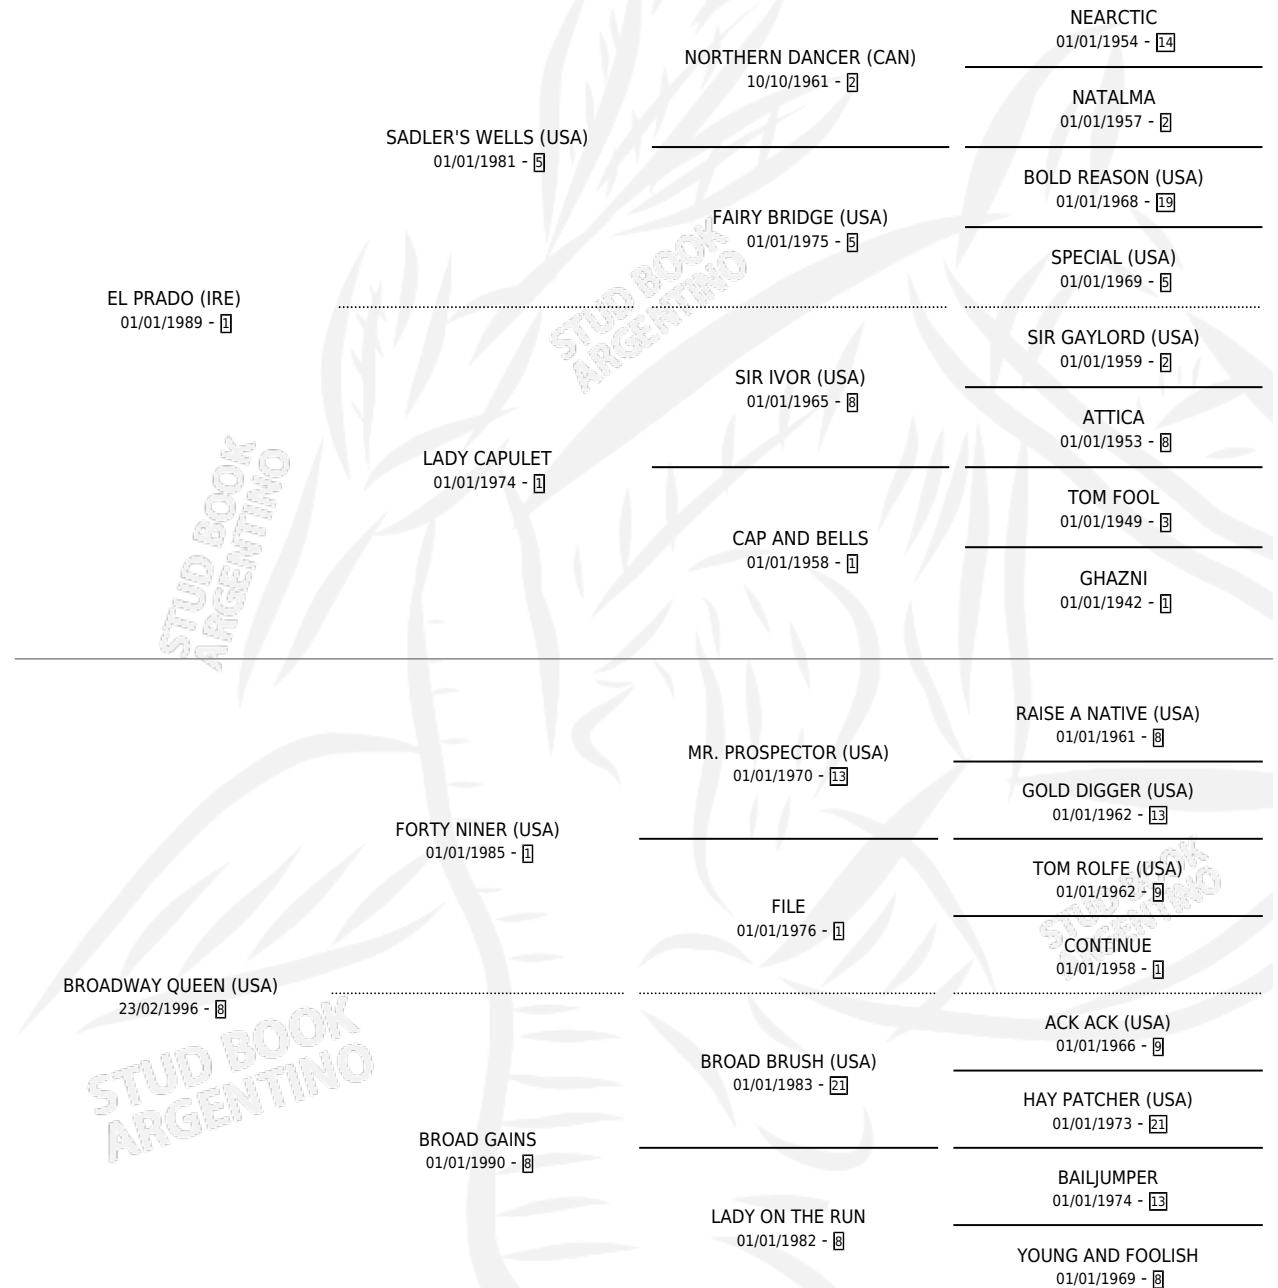 NEARCTIC
01/01/1954 - 14
NORTHERN DANCER (CAN)
10/10/1961 - 2
NATALMA
01/01/1957 - 2
SADLER'S WELLS (USA)
01/01/1981 - 5
BOLD REASON (USA)
01/01/1968 - 19
FAIRY BRIDGE (USA)
01/01/1975 - 5
SPECIAL (USA)
01/01/1969 - 5
EL PRADO (IRE)
01/01/1989 - 1
STUD BOOK
ARGENTINO
SIR GAYLORD (USA)
01/01/1959 - 2
SIR IVOR (USA)
01/01/1965 - 8
ATTICA
01/01/1953 - 8
LADY CAPULET
01/01/1974 - 1
TOM FOOL
01/01/1949 - 3
CAP AND BELLS
01/01/1958 - 1
GHAZNI
01/01/1942 - 1
STUD BOOK
ARGENTINO
RAISE A NATIVE (USA)
01/01/1961 - 8
MR. PROSPECTOR (USA)
01/01/1970 - 13
GOLD DIGGER (USA)
01/01/1962 - 13
FORTY NINER (USA)
01/01/1985 - 1
TOM ROLFE (USA)
01/01/1962 - 9
FILE
01/01/1976 - 1
CONTINUE
01/01/1958 - 1
STUD BOOK
ARGENTINO
BROADWAY QUEEN (USA)
23/02/1996 - 8
ACK ACK (USA)
01/01/1966 - 9
BROAD BRUSH (USA)
01/01/1983 - 21
HAY PATCHER (USA)
01/01/1973 - 21
STUD BOOK
ARGENTINO
BROAD GAINS
01/01/1990 - 8
BAILJUMPER
01/01/1974 - 13
LADY ON THE RUN
01/01/1982 - 8
YOUNG AND FOOLISH
01/01/1969 - 8